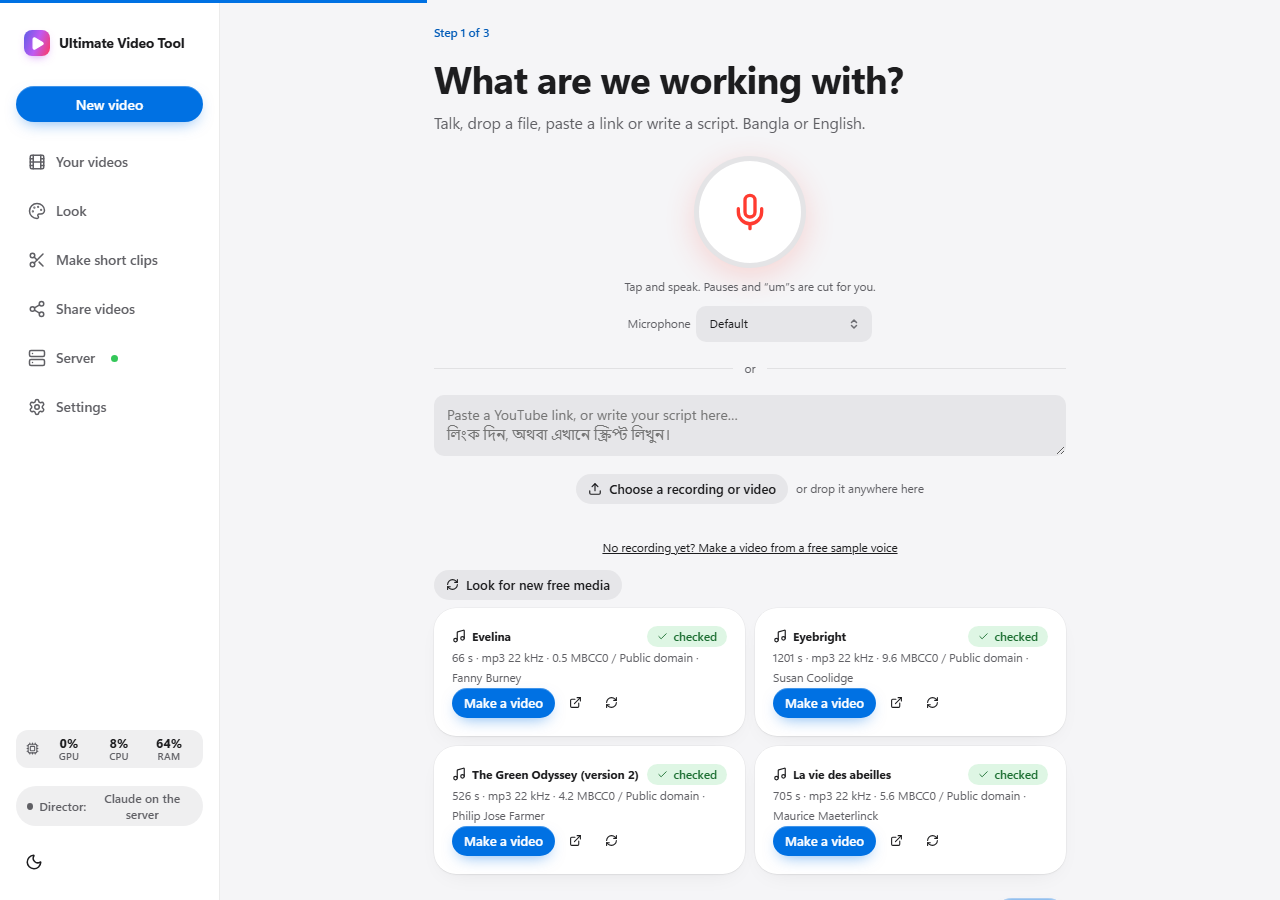 Ultimate Video Tool
New video
Your videos
Look
Make short clips
Share videos
Server
Settings
0% 8% 64%
GPU CPU RAM
Director: Claude on the server
Step 1 of 3
What are we working with?
Talk, drop a file, paste a link or write a script. Bangla or English.
Tap and speak. Pauses and “um”s are cut for you.
Microphone Default
or
Paste a YouTube link, or write your script here...
লিংক দিন, অথবা এখানে স্ক্রিপ্ট লিখুন।
Choose a recording or video or drop it anywhere here
No recording yet? Make a video from a free sample voice
Look for new free media
Evelina checked
66 s · mp3 22 kHz · 0.5 MBCC0 / Public domain ·
Fanny Burney
Make a video
Eyebright checked
1201 s · mp3 22 kHz · 9.6 MBCC0 / Public domain ·
Susan Coolidge
Make a video
The Green Odyssey (version 2) checked
526 s · mp3 22 kHz · 4.2 MBCC0 / Public domain ·
Philip Jose Farmer
Make a video
La vie des abeilles checked
705 s · mp3 22 kHz · 5.6 MBCC0 / Public domain ·
Maurice Maeterlinck
Make a video